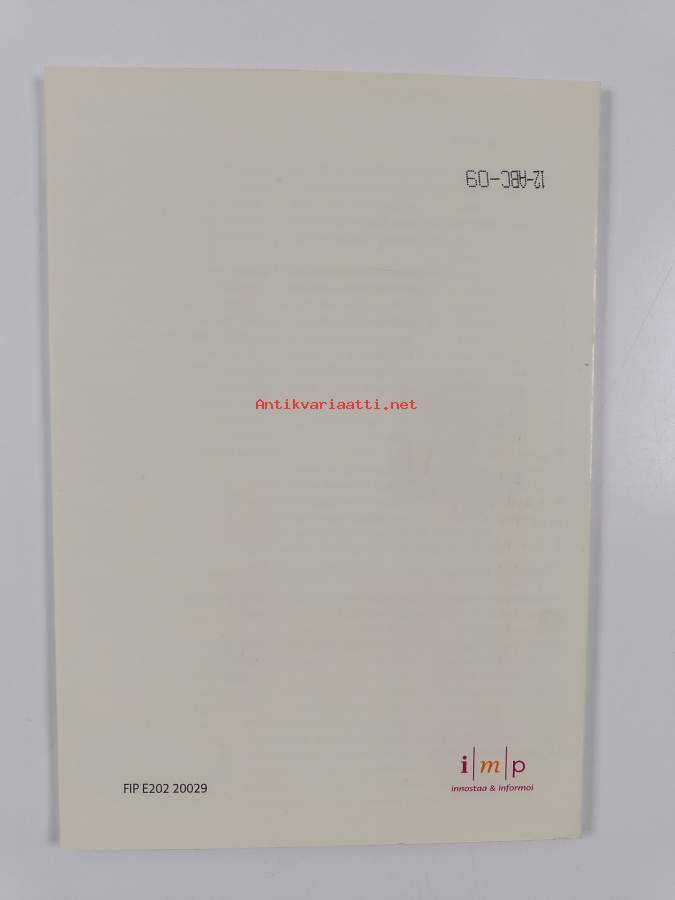 12-ABC-09
Antikvariaatti.net
i|m|p
innostaa & informoi
FIP E202 20029